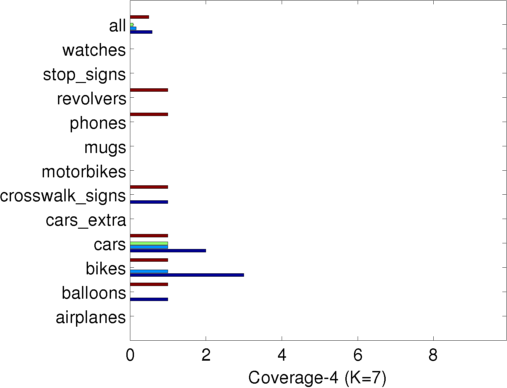 all
watches
stop_signs
revolvers
phones
mugs
motorbikes
crosswalk_signs
cars_extra
cars
bikes
balloons
airplanes
0 2 4 6 8
Coverage-4 (K=7)